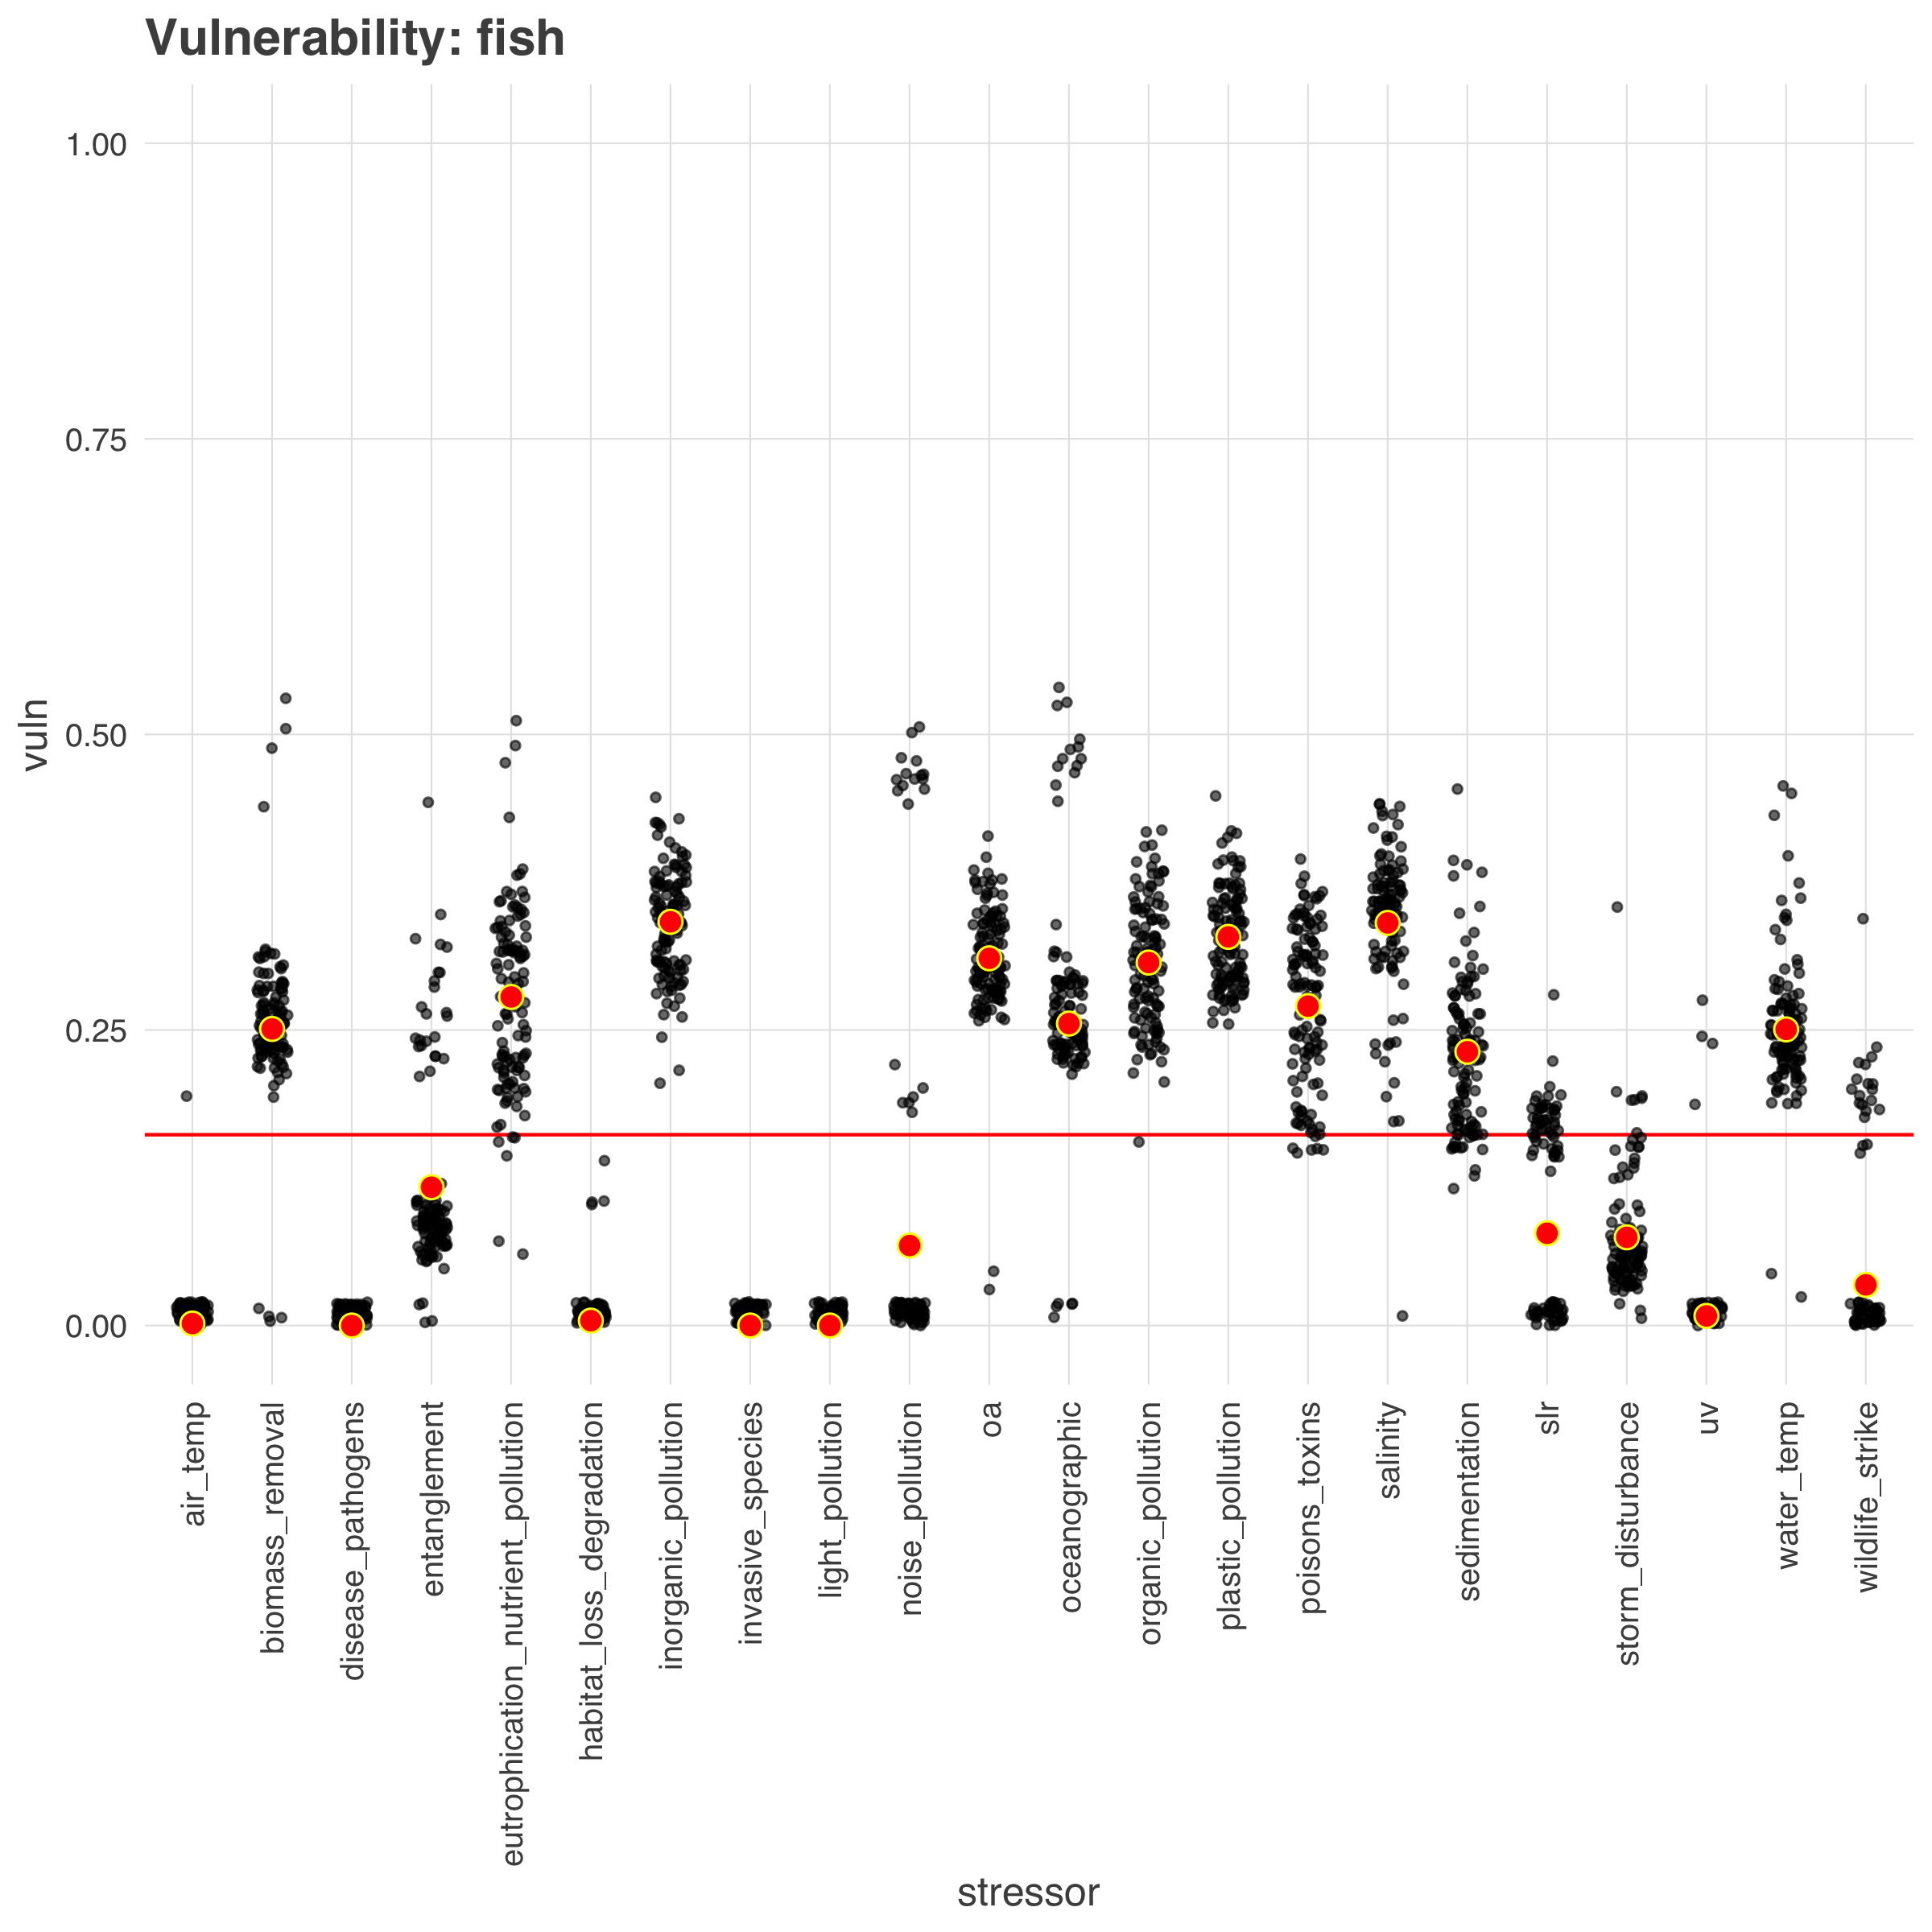 Vulnerability: fish
1.00
0.75
0.50
0.25
0.00
vuln
air_temp
biomass_removal
disease_pathogens
entanglement
eutrophication_nutrient_pollution
habitat_loss_degradation
inorganic_pollution
invasive_species
light_pollution
noise_pollution
oa
oceanographic
organic_pollution
plastic_pollution
poisons_toxins
salinity
sedimentation
slr
storm_disturbance
uv
water_temp
wildlife_strike
stressor